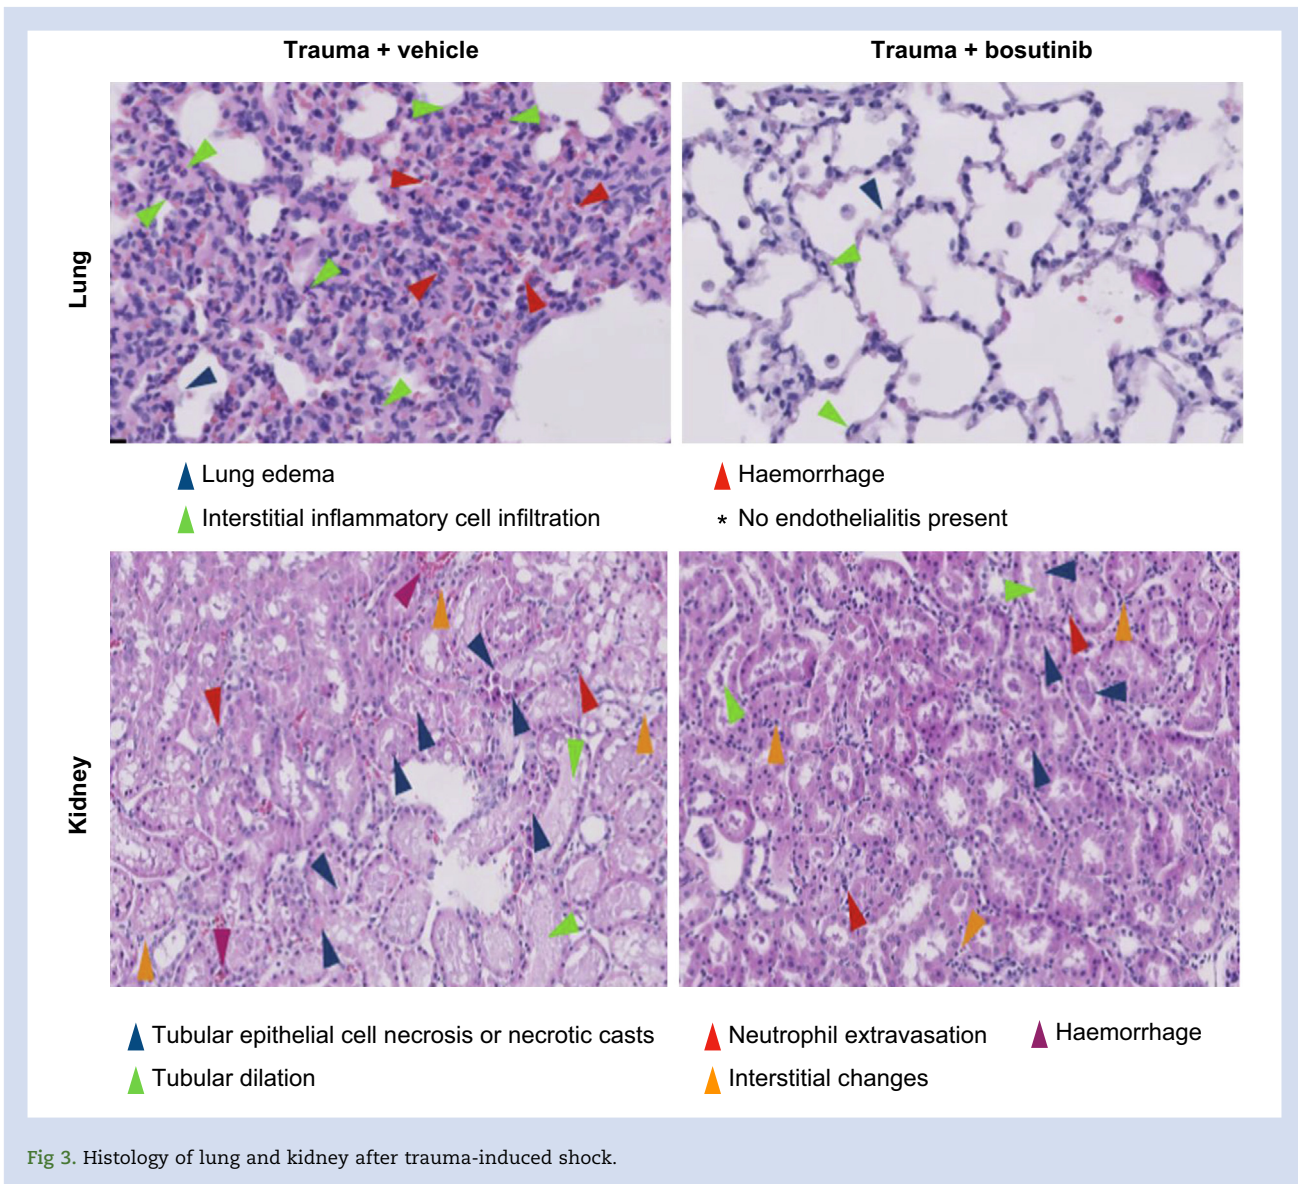 Trauma + vehicle
Trauma + bosutinib
Lung
Lung edema
Haemorrhage
Interstitial inflammatory cell infiltration
* No endothelialitis present
Kidney
Tubular epithelial cell necrosis or necrotic casts
Neutrophil extravasation
Haemorrhage
Tubular dilation
Interstitial changes
Fig 3. Histology of lung and kidney after trauma-induced shock.